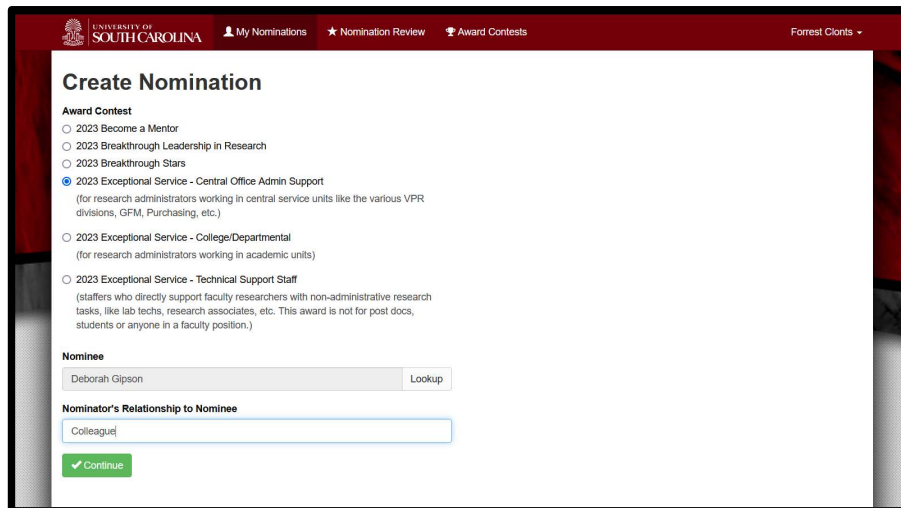 UNIVERSITY OF
SOUTH CAROLINA
My Nominations
Nomination Review
Award Contests
Forrest Clonts
Create Nomination
Award Contest
2023 Become a Mentor
2023 Breakthrough Leadership in Research
2023 Breakthrough Stars
2023 Exceptional Service - Central Office Admin Support
(for research administrators working in central service units like the various VPR
divisions, GFM, Purchasing, etc.)
2023 Exceptional Service - College/Departmental
(for research administrators working in academic units)
2023 Exceptional Service - Technical Support Staff
(staffers who directly support faculty researchers with non-administrative research
tasks, like lab techs, research associates, etc. This award is not for post docs,
students or anyone in a faculty position.)
Nominee
Deborah Gipson
Lookup
Nominator's Relationship to Nominee
Colleague
Continue